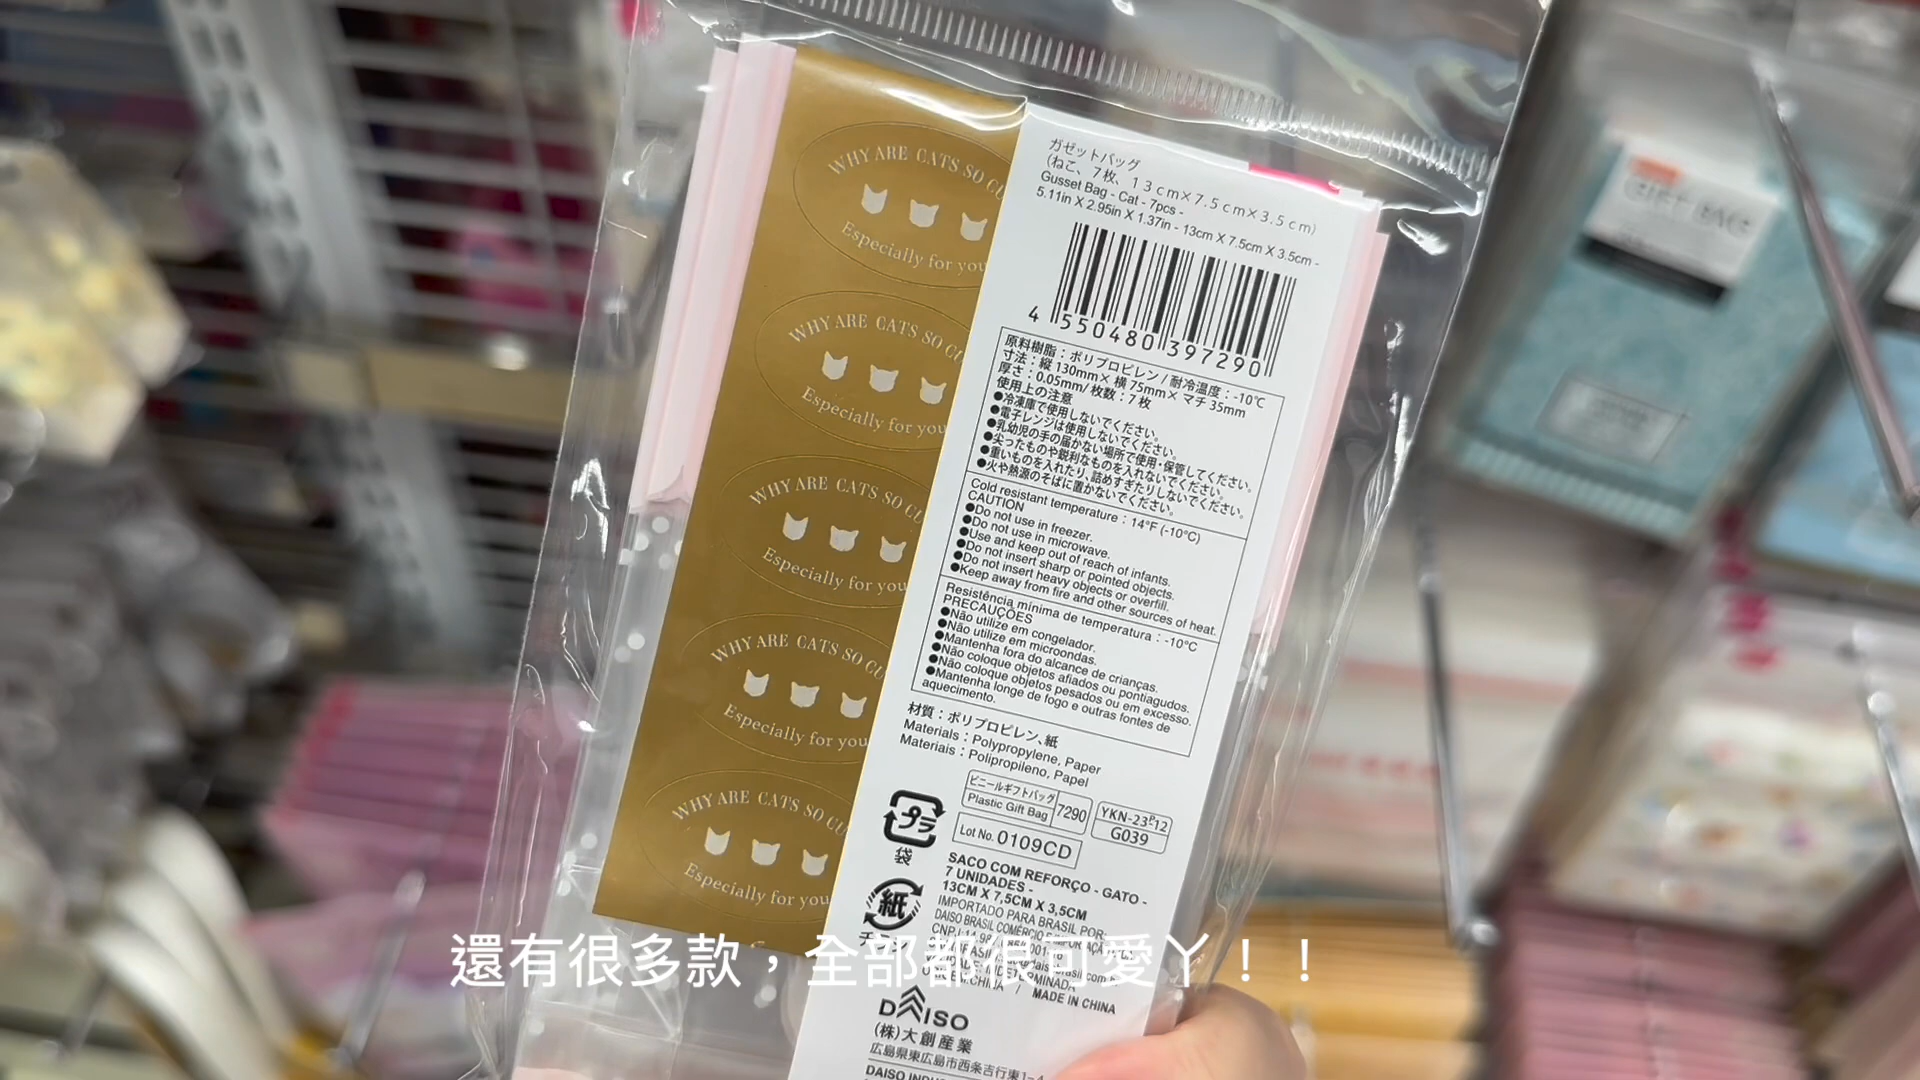 WHY ARE CATS SO CU
Especially for you
WHY ARE CATS SO CU
Especially for you
WHY ARE CATS SO CU
Especially for you
WHY ARE CATS SO CU
Especially for you
WHY ARE CATS SO CU
Especially for you
ガゼットバッグ
(ねこ、7枚、13cm×7.5cm×3.5cm)
Gusset Bag - Cat - 7pcs -
5.11in X 2.95in X 1.37in - 13cm X 7.5cm X 3.5cm -
4 550480 397290
原料樹脂：ポリプロピレン/耐冷温度：-10℃
寸法：縦 130mm× 横 75mm× マチ 35mm
厚さ：0.05mm/枚数：7 枚
使用上の注意
●冷凍庫で使用しないでください。
●電子レンジは使用しないでください。
●乳幼児の手の届かない場所で使用・保管してください。
●尖ったものや鋭利なものを入れないでください。
●重いものを入れたり、詰めすぎたりしないでください。
●火や熱源のそばに置かないでください。
Cold resistant temperature：14°F (-10℃)
CAUTION
●Do not use in freezer.
●Do not use in microwave.
●Use and keep out of reach of infants.
●Do not insert sharp or pointed objects.
●Do not insert heavy objects or overfill.
●Keep away from fire and other sources of heat.
Resistência mínima de temperatura：-10℃
PRECAUÇÕES
●Não utilize em congelador.
●Não utilize em microondas.
●Mantenha fora do alcance de crianças.
●Não coloque objetos afiados ou pontiagudos.
●Não coloque objetos pesados ou em excesso.
●Mantenha longe de fogo e outras fontes de
aquecimento.
材質：ポリプロピレン、紙
Materials：Polypropylene, Paper
Materiais：Polipropileno, Papel
ビニールギフトバッグ
Plastic Gift Bag
7290
YKN-23P-12
G039
Lot No. 0109CD
プラ
袋
紙
SACO COM REFORÇO - GATO -
7 UNIDADES -
13CM X 7,5CM X 3,5CM
IMPORTADO PARA BRASIL POR:
DAISO BRASIL COMÉRCIO E IMPORTAÇÃO
MADE IN CHINA
還有很多款，全部都很可愛丫！！
DAISO
(株)大創産業
広島県東広島市西条吉行東1-4
DAISO INDUS